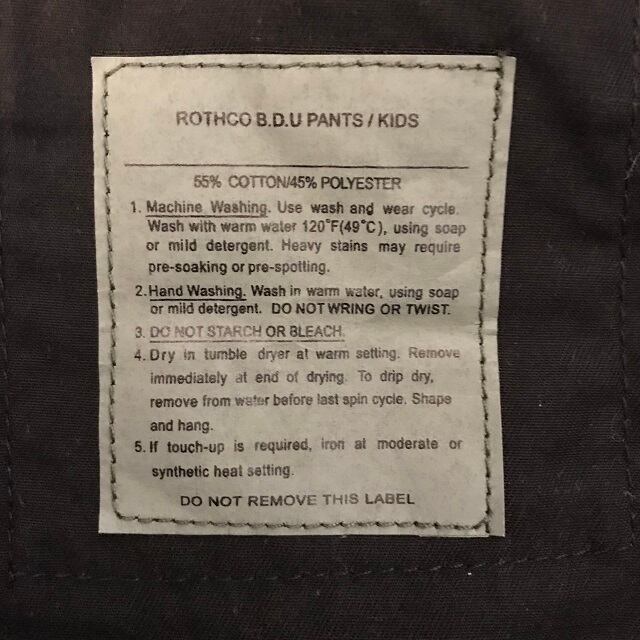 ROTHCO B.D.U PANTS / KIDS
55% COTTON/45% POLYESTER
1. Machine Washing. Use wash and wear cycle.
Wash with warm water 120°F(49°C), using soap
or mild detergent. Heavy stains may require
pre-soaking or pre-spotting.
2. Hand Washing. Wash in warm water, using soap
or mild detergent. DO NOT WRING OR TWIST.
3. DO NOT STARCH OR BLEACH.
4. Dry in tumble dryer at warm setting. Remove
immediately at end of drying. To drip dry,
remove from water before last spin cycle. Shape
and hang.
5. If touch-up is required, iron at moderate or
synthetic heat setting.
DO NOT REMOVE THIS LABEL